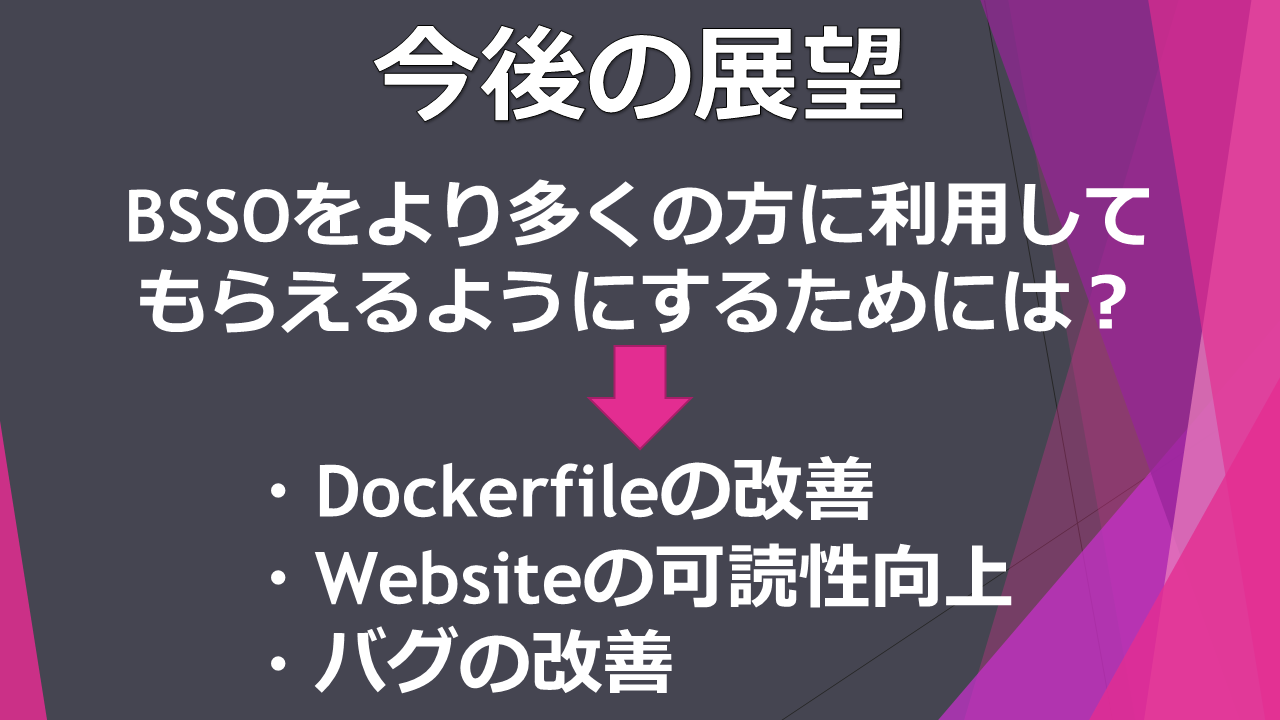 今後の展望
BSSOをより多くの方に利用して
もらえるようにするためには？
・Dockerfileの改善
・Websiteの可読性向上
・バグの改善